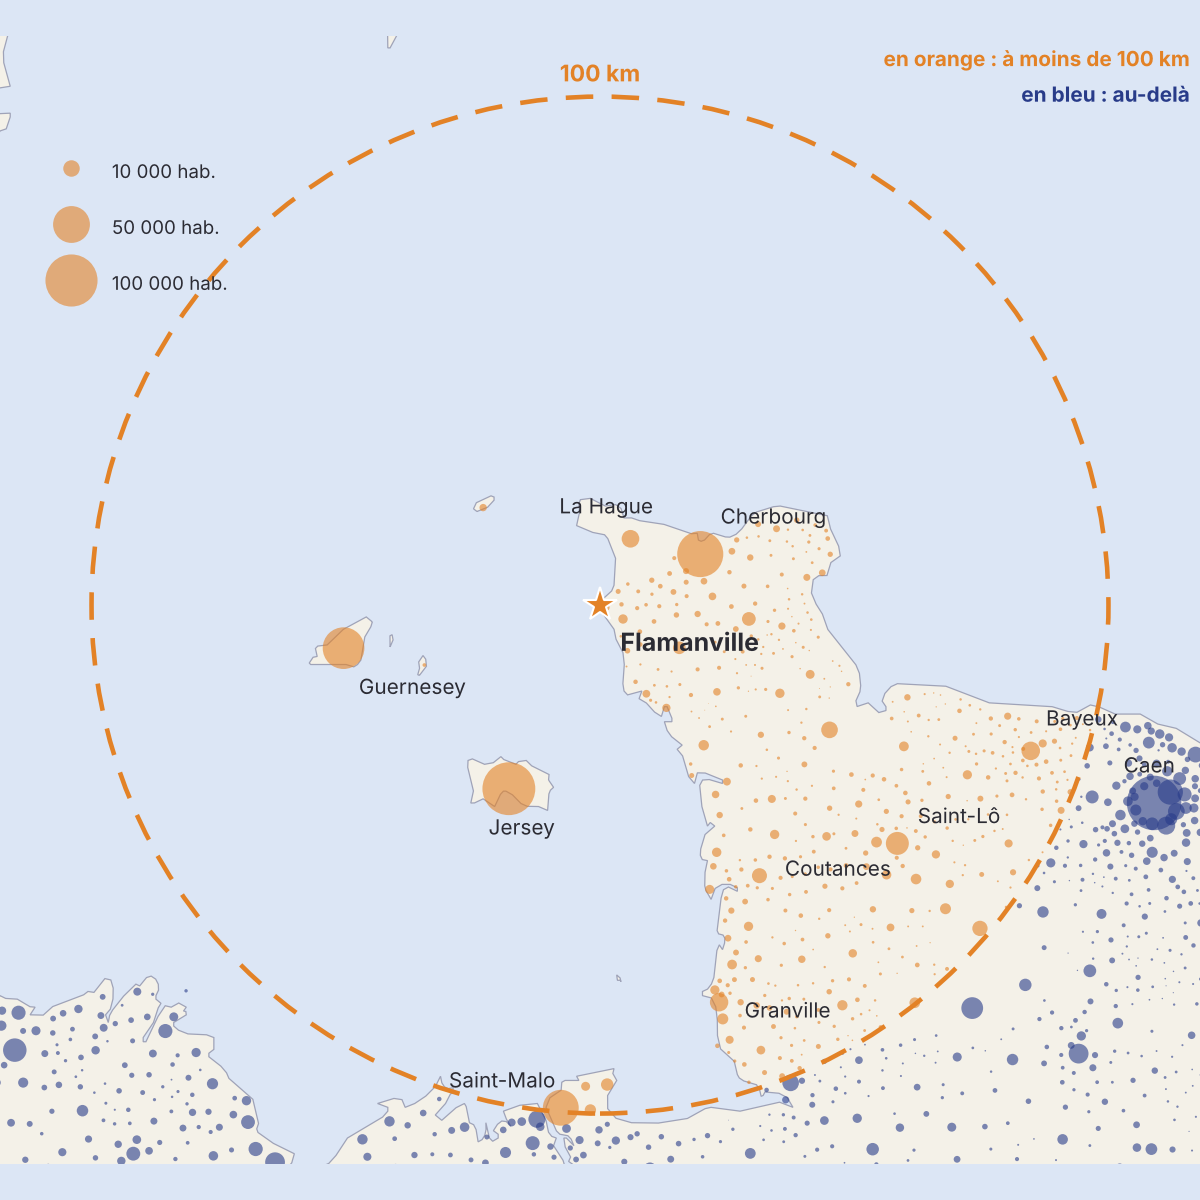 en orange : à moins de 100 km
100 km
en bleu : au-delà
10 000 hab.
50 000 hab.
100 000 hab.
La Hague
Cherbourg
Flamanville
Guernesey
Bayeux
Caen
Saint-Lô
Jersey
Coutances
Granville
Saint-Malo